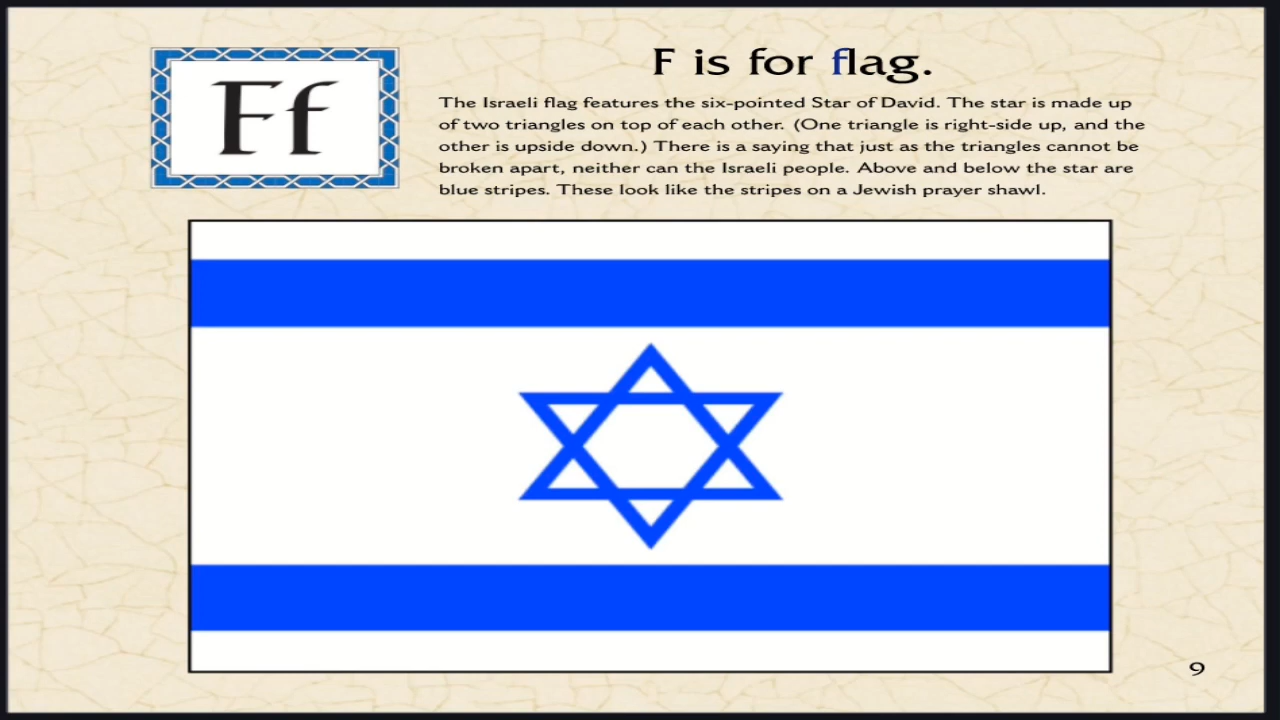 Ff
F is for flag.
The Israeli flag features the six-pointed Star of David. The star is made up
of two triangles on top of each other. (One triangle is right-side up, and the
other is upside down.) There is a saying that just as the triangles cannot be
broken apart, neither can the Israeli people. Above and below the star are
blue stripes. These look like the stripes on a Jewish prayer shawl.
9